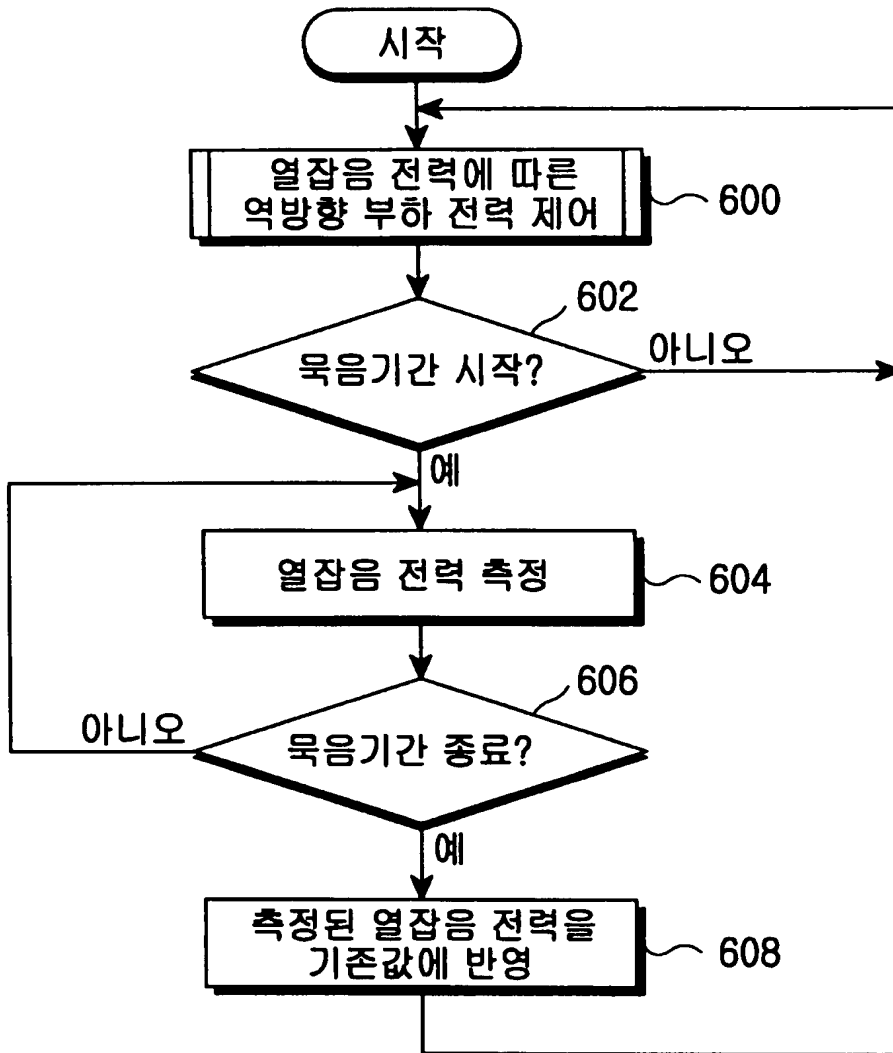 시작
열잡음 전력에 따른
역방향 부하 전력 제어
600
602
묵음기간 시작?
아니오
예
열잡음 전력 측정
604
606
아니오
묵음기간 종료?
예
측정된 열잡음 전력을
기존값에 반영
608